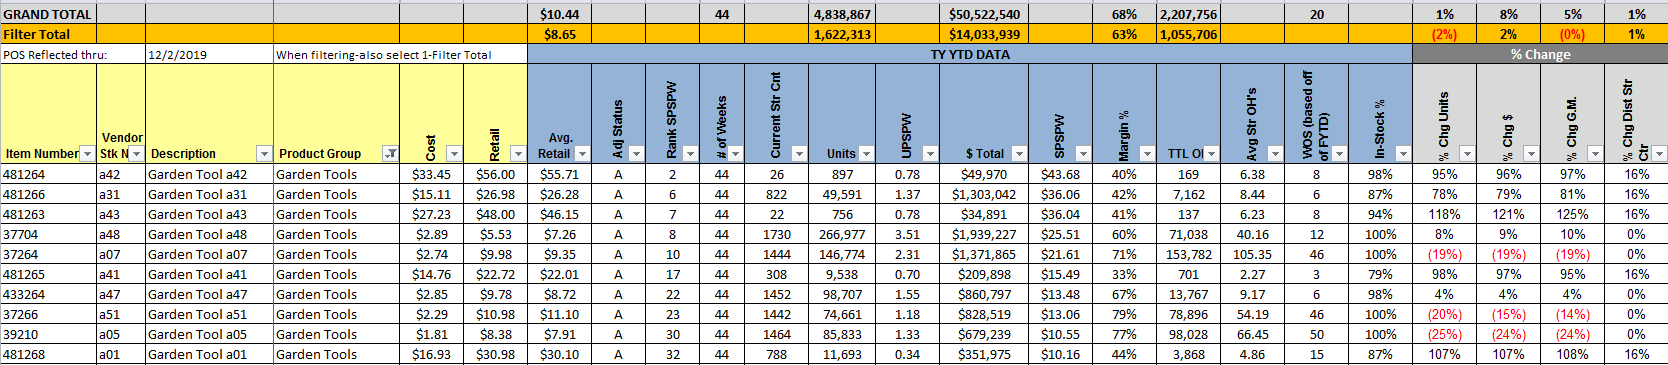 GRAND TOTAL $10.44 44 4,838,867 $50,522,540 68% 2,207,756 20 1% 8% 5% 1%
Filter Total $8.65 1,622,313 $14,033,939 63% 1,055,706 (2%) 2% (0%) 1%
POS Reflected thru: 12/2/2019 When filtering-also select 1-Filter Total TY YTD DATA % Change
Item Number Vendor Stk N Description Product Group Cost Retail Avg. Retail Adj Status Rank SPSPW # of Weeks Current Str Cnt Units UPSPW $ Total SPSPW Margin % TTL O Avg Str OH's WOS (based off of FYTD) In-Stock % % Chg Units % Chg $ % Chg G.M. % Chg Dist Str Ctr
481264 a42 Garden Tool a42 Garden Tools $33.45 $56.00 $55.71 A 2 44 26 897 0.78 $49,970 $43.68 40% 169 6.38 8 98% 95% 96% 97% 16%
481266 a31 Garden Tool a31 Garden Tools $15.11 $26.98 $26.28 A 6 44 822 49,591 1.37 $1,303,042 $36.06 42% 7,162 8.44 6 87% 78% 79% 81% 16%
481263 a43 Garden Tool a43 Garden Tools $27.23 $48.00 $46.15 A 7 44 22 756 0.78 $34,891 $36.04 41% 137 6.23 8 94% 118% 121% 125% 16%
37704 a48 Garden Tool a48 Garden Tools $2.89 $5.53 $7.26 A 8 44 1730 266,977 3.51 $1,939,227 $25.51 60% 71,038 40.16 12 100% 8% 9% 10% 0%
37264 a07 Garden Tool a07 Garden Tools $2.74 $9.98 $9.35 A 10 44 1444 146,774 2.31 $1,371,865 $21.61 71% 153,782 105.35 46 100% (19%) (19%) (19%) 0%
481265 a41 Garden Tool a41 Garden Tools $14.76 $22.72 $22.01 A 17 44 308 9,538 0.70 $209,898 $15.49 33% 701 2.27 3 79% 98% 97% 95% 16%
433264 a47 Garden Tool a47 Garden Tools $2.85 $9.78 $8.72 A 22 44 1452 98,707 1.55 $860,797 $13.48 67% 13,767 9.17 6 98% 4% 4% 4% 0%
37266 a51 Garden Tool a51 Garden Tools $2.29 $10.98 $11.10 A 23 44 1442 74,661 1.18 $828,519 $13.06 79% 78,896 54.19 46 100% (20%) (15%) (14%) 0%
39210 a05 Garden Tool a05 Garden Tools $1.81 $8.38 $7.91 A 30 44 1464 85,833 1.33 $679,239 $10.55 77% 98,028 66.45 50 100% (25%) (24%) (24%) 0%
481268 a01 Garden Tool a01 Garden Tools $16.93 $30.98 $30.10 A 32 44 788 11,693 0.34 $351,975 $10.16 44% 3,868 4.86 15 87% 107% 107% 108% 16%